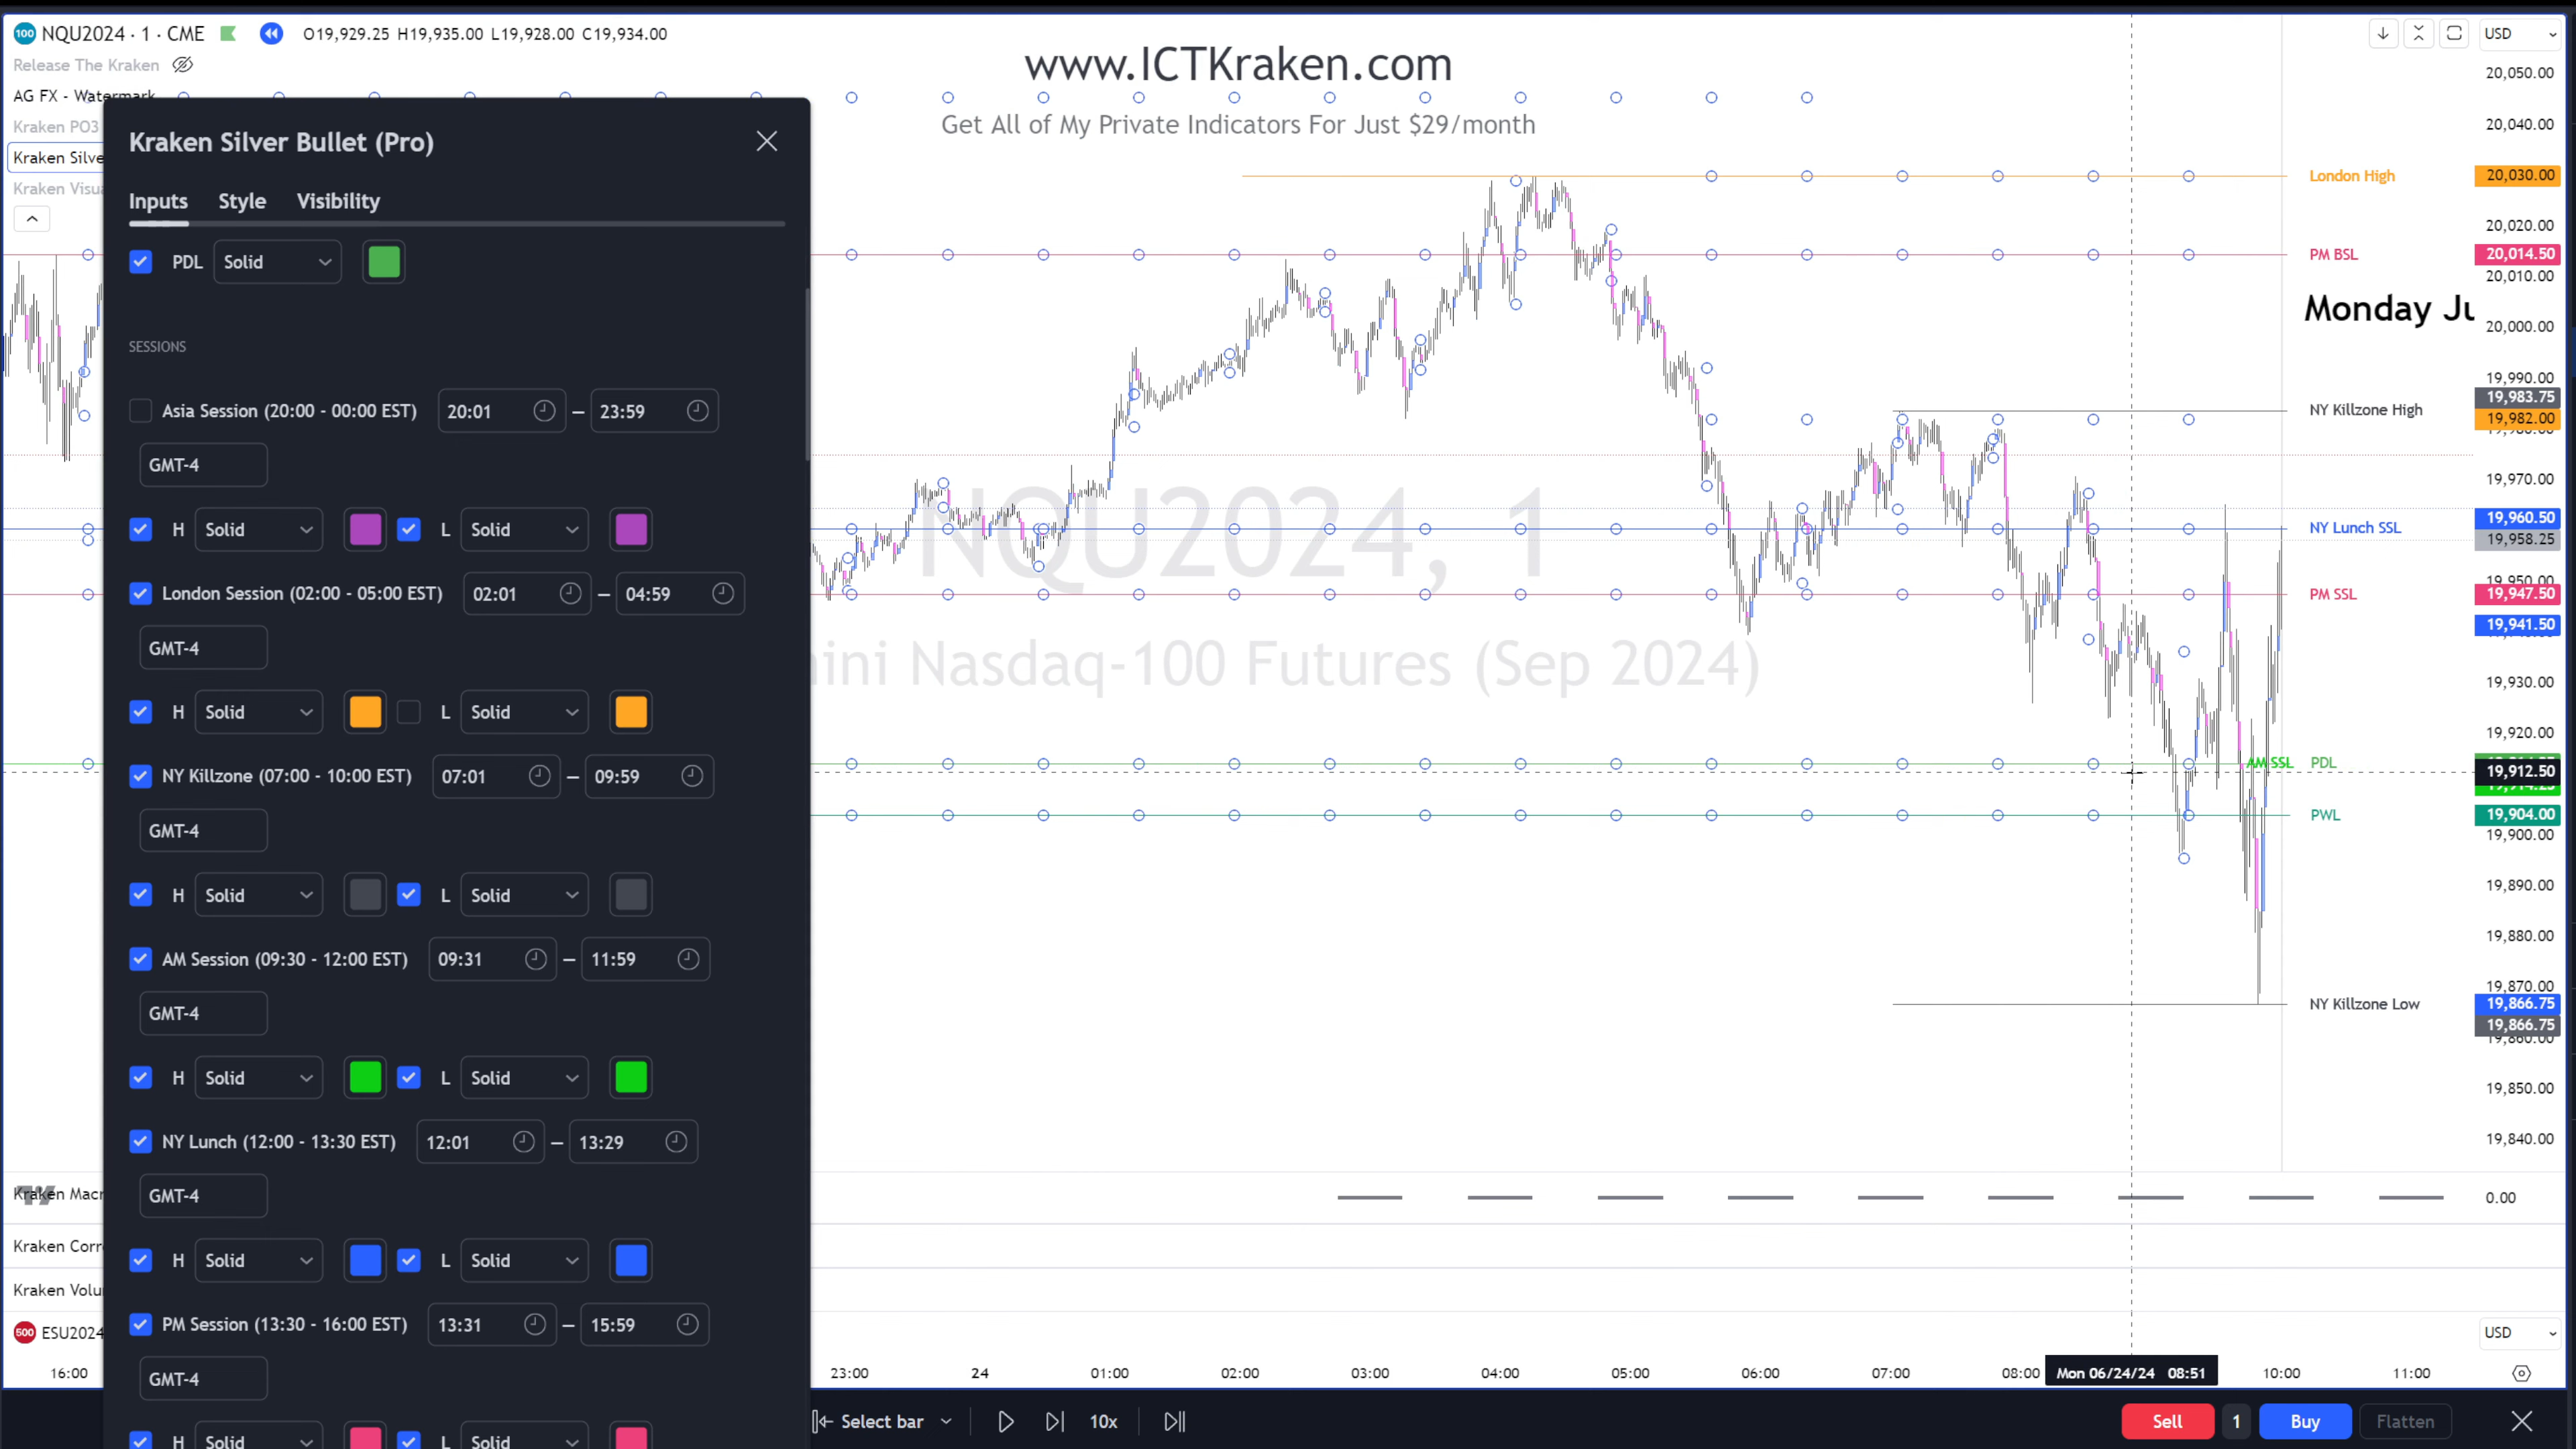 NQU2024 · 1 · CME
O19,929.25 H19,935.00 L19,928.00 C19,934.00
USD
Release The Kraken
AG FX - Watermark
Kraken PO3
Kraken Silve
Kraken Visu
www.ICTKraken.com
Get All of My Private Indicators For Just $29/month
Kraken Silver Bullet (Pro)
Inputs Style Visibility
PDL Solid
SESSIONS
Asia Session (20:00 - 00:00 EST) 20:01 – 23:59
GMT-4
H Solid L Solid
London Session (02:00 - 05:00 EST) 02:01 – 04:59
GMT-4
H Solid L Solid
NY Killzone (07:00 - 10:00 EST) 07:01 – 09:59
GMT-4
H Solid L Solid
AM Session (09:30 - 12:00 EST) 09:31 – 11:59
GMT-4
H Solid L Solid
NY Lunch (12:00 - 13:30 EST) 12:01 – 13:29
GMT-4
H Solid L Solid
PM Session (13:30 - 16:00 EST) 13:31 – 15:59
GMT-4
H Solid L Solid
NQU2024, 1
ini Nasdaq-100 Futures (Sep 2024)
20,050.00
20,040.00
London High 20,030.00
20,020.00
PM BSL 20,014.50
20,010.00
Monday Ju
20,000.00
19,990.00
19,983.75
NY Killzone High
19,982.00
19,970.00
19,960.50
NY Lunch SSL
19,958.25
19,950.00
PM SSL 19,947.50
19,941.50
19,930.00
19,920.00
AM SSL PDL
19,912.50
PWL 19,904.00
19,900.00
19,890.00
19,880.00
19,870.00
NY Killzone Low 19,866.75
19,866.75
19,860.00
19,850.00
19,840.00
Kraken Macr
0.00
Kraken Corr
Kraken Volu
500 ESU2024
USD
16:00 23:00 24 01:00 02:00 03:00 04:00 05:00 06:00 07:00 08:00 Mon 06/24/24 08:51 10:00 11:00
Select bar 10x
Sell 1 Buy Flatten